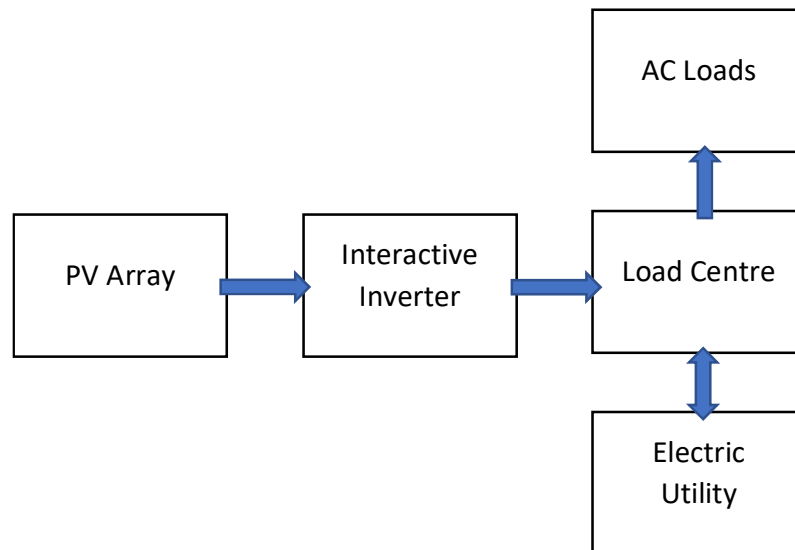 AC Loads
PV Array
Interactive
Inverter
Load Centre
Electric
Utility